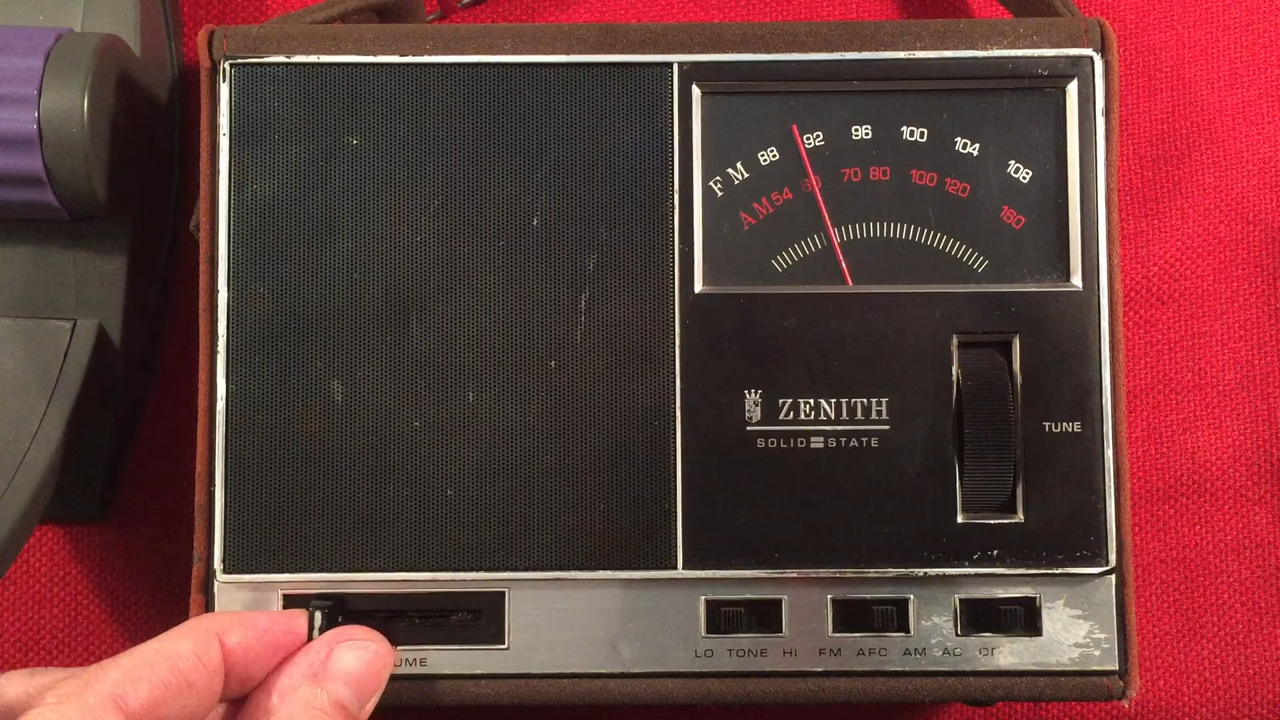 FM 88 92 96 100 104 108
AM 54 60 70 80 100 120 160
ZENITH
SOLID STATE
TUNE
LO TONE HI FM AFC AM AC